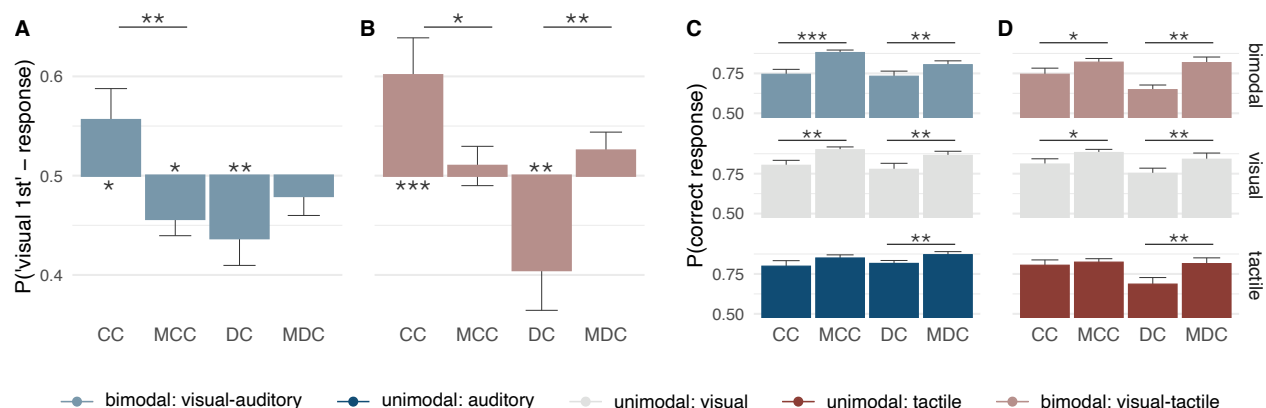 A ** B * ** C *** ** D * **
P('visual 1st' – response)
0.6
0.5
0.4
* * ** *** **
CC MCC DC MDC CC MCC DC MDC
P(correct response)
0.75
0.50
bimodal
** ** * **
0.75
0.50
visual
** **
0.75
0.50
tactile
CC MCC DC MDC CC MCC DC MDC
bimodal: visual-auditory unimodal: auditory unimodal: visual unimodal: tactile bimodal: visual-tactile